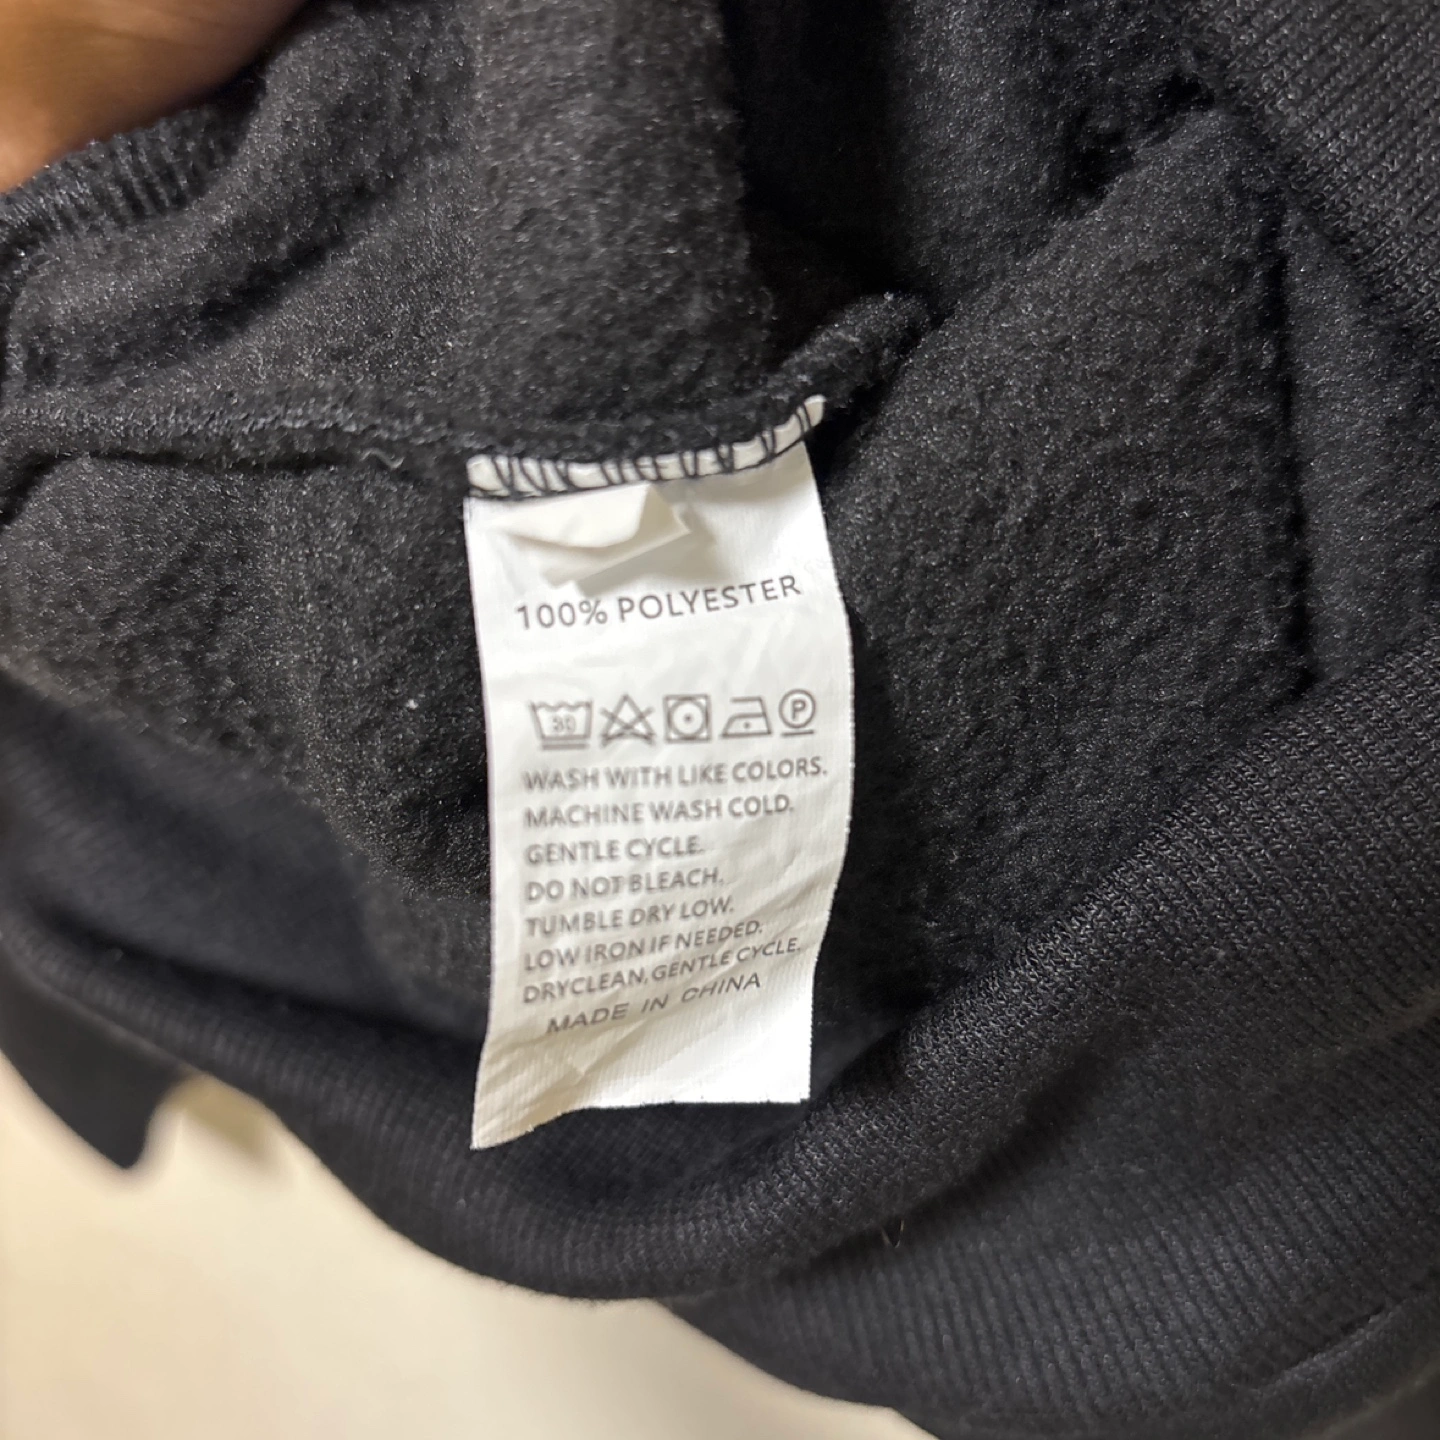 100% POLYESTER
30 P
WASH WITH LIKE COLORS.
MACHINE WASH COLD.
GENTLE CYCLE.
DO NOT BLEACH.
TUMBLE DRY LOW.
LOW IRON IF NEEDED.
DRYCLEAN, GENTLE CYCLE.
MADE IN CHINA